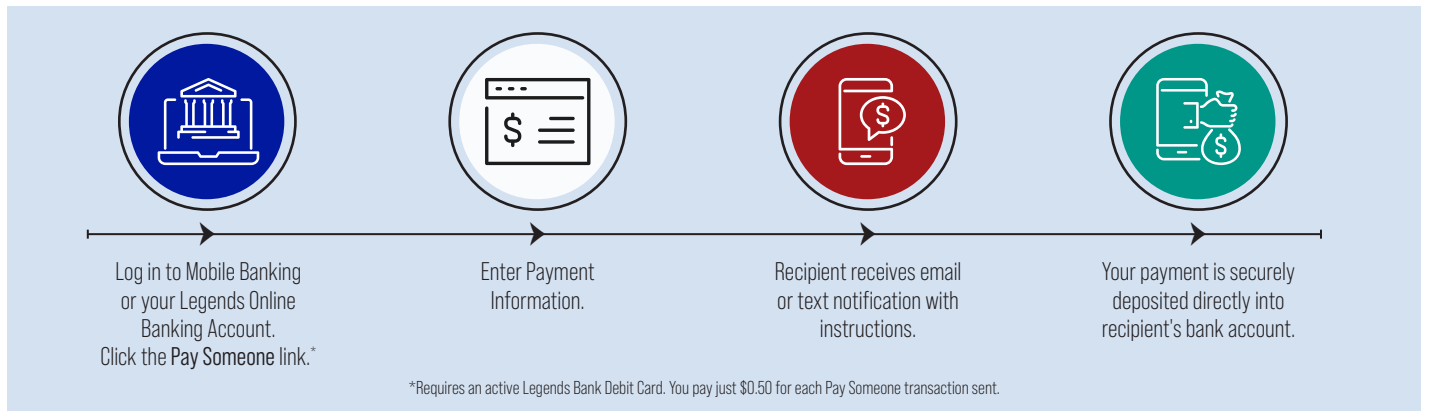 Log in to Mobile Banking
or your Legends Online
Banking Account.
Click the Pay Someone link.*
Enter Payment
Information.
Recipient receives email
or text notification with
instructions.
Your payment is securely
deposited directly into
recipient's bank account.
*Requires an active Legends Bank Debit Card. You pay just $0.50 for each Pay Someone transaction sent.